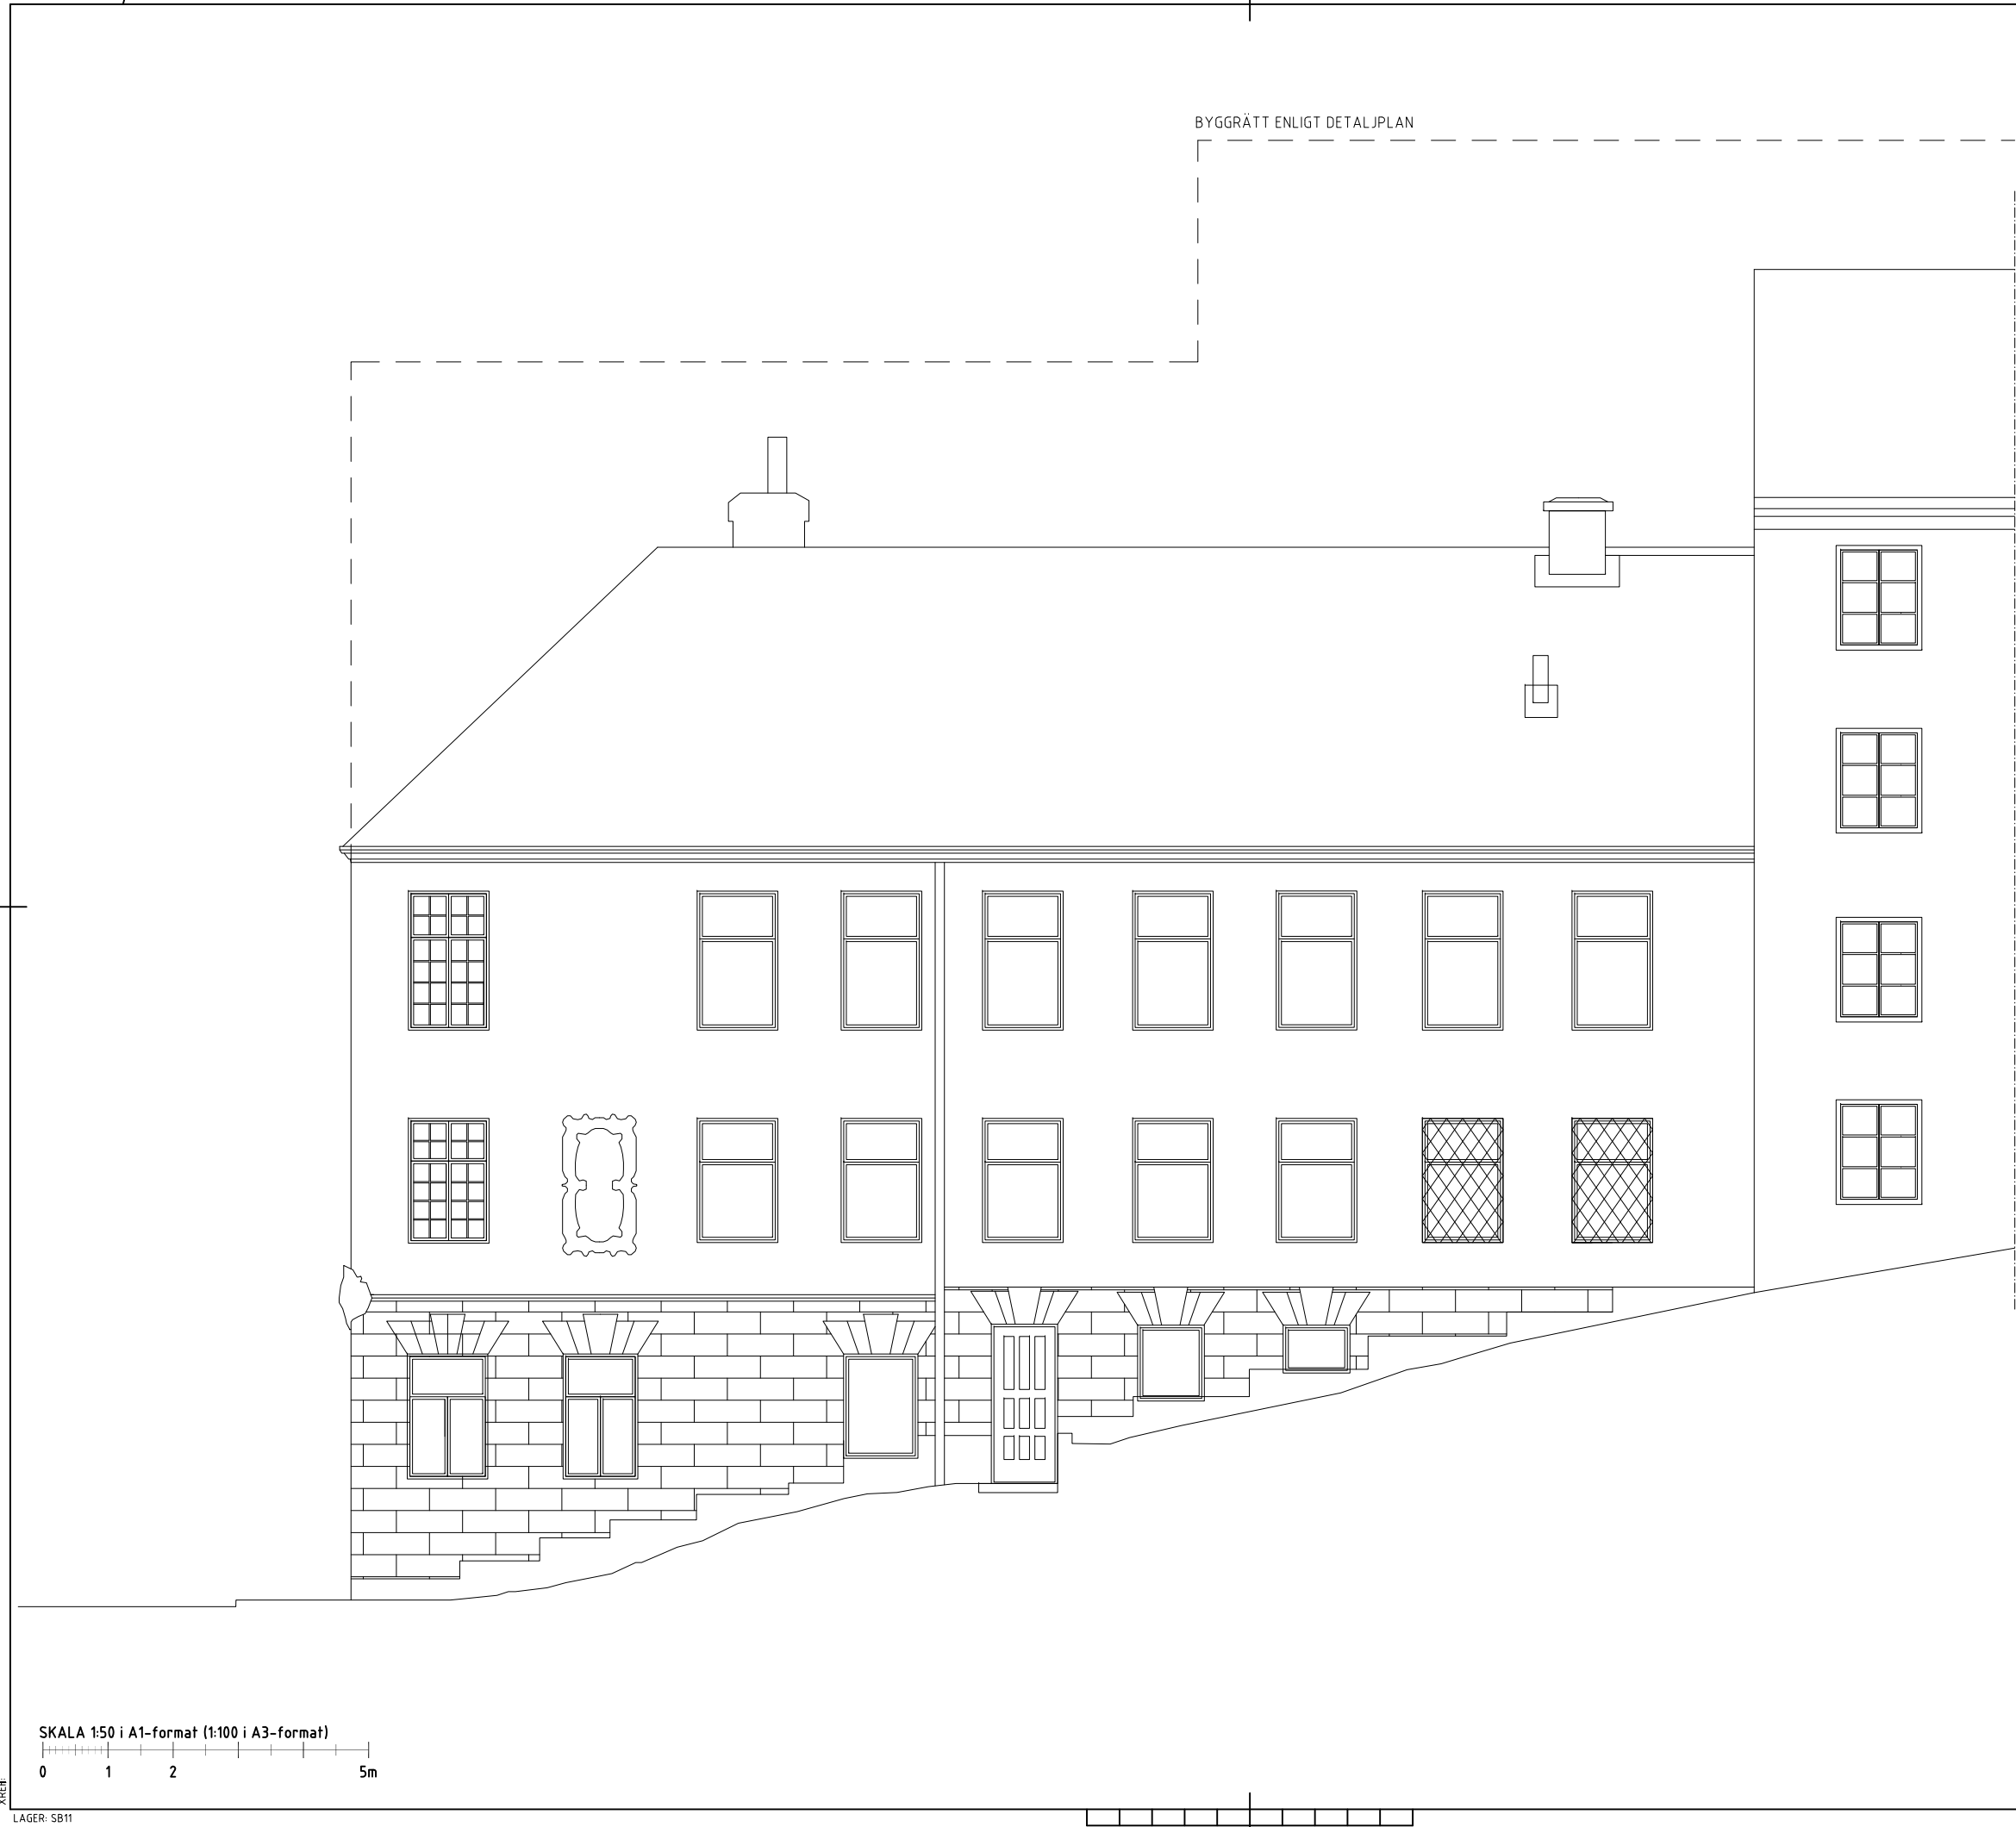 BYGGRÄTT ENLIGT DETALJPLAN
SKALA 1:50 i A1-format (1:100 i A3-format)
0 1 2 5m
LAGER: SB11